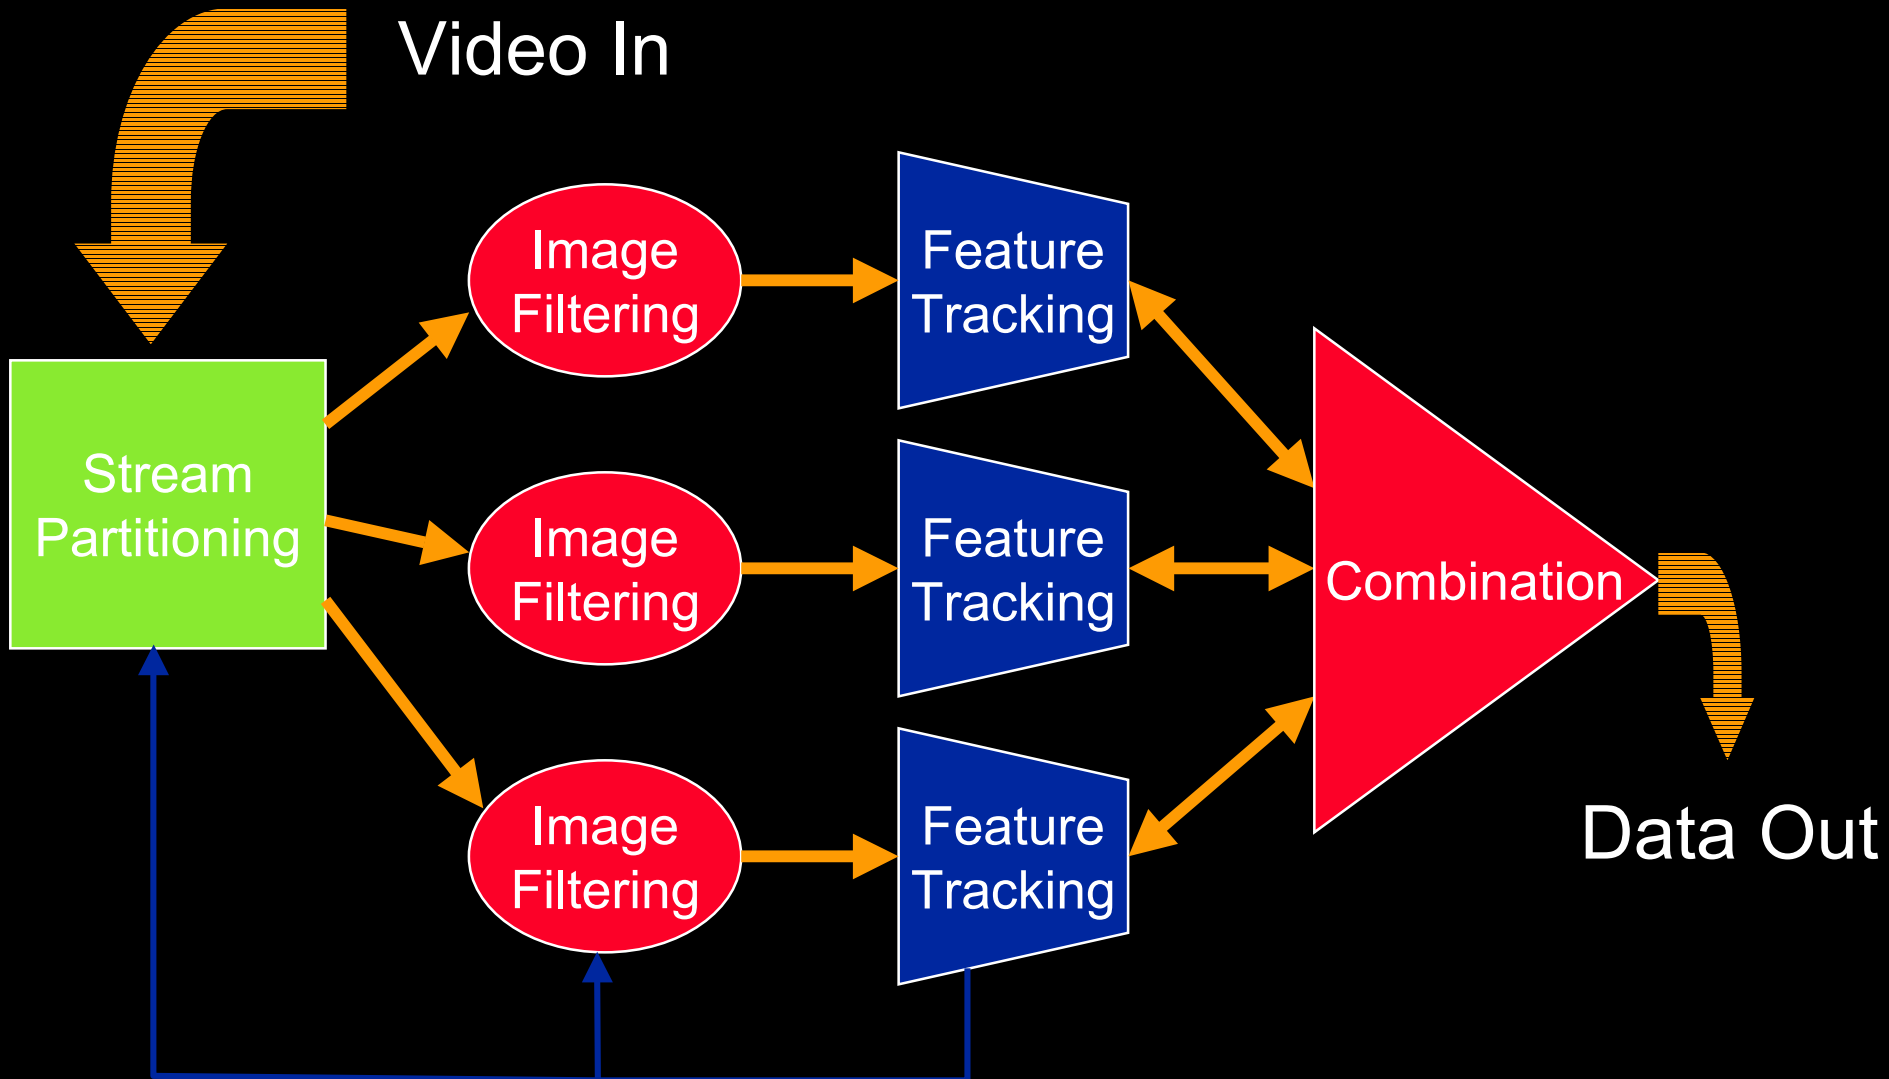 Video In
Stream
Partitioning
Image
Filtering
Feature
Tracking
Image
Filtering
Feature
Tracking
Image
Filtering
Feature
Tracking
Combination
Data Out